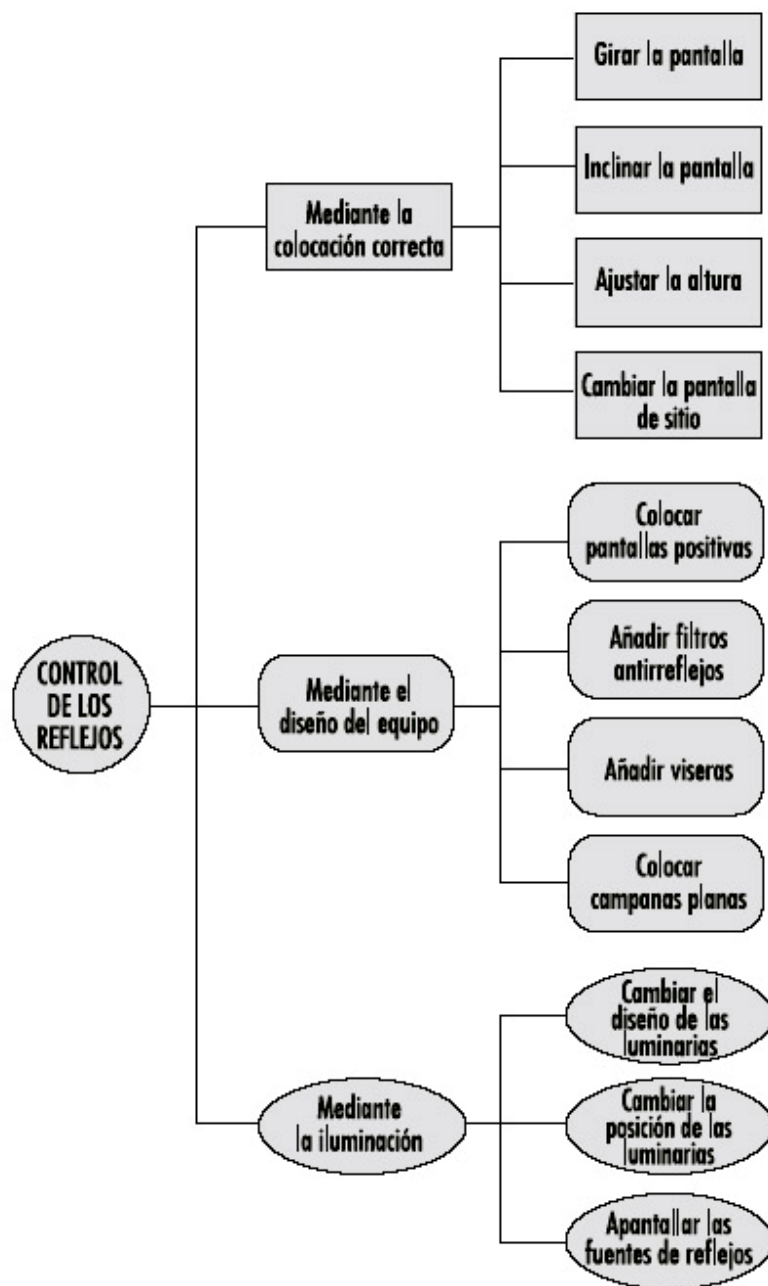 Girar la pantalla
Inclinar la pantalla
Mediante la
colocación correcta
Ajustar la altura
Cambiar la pantalla
de sitio
Colocar
pantallas positivas
Añadir filtros
antirreflejos
CONTROL
DE LOS
REFLEJOS
Mediante el
diseño del equipo
Añadir viseras
Colocar
campanas planas
Cambiar el
diseño de las
luminarias
Mediante
la iluminación
Cambiar la
posición de las
luminarias
Apantallar las
fuentes de reflejos